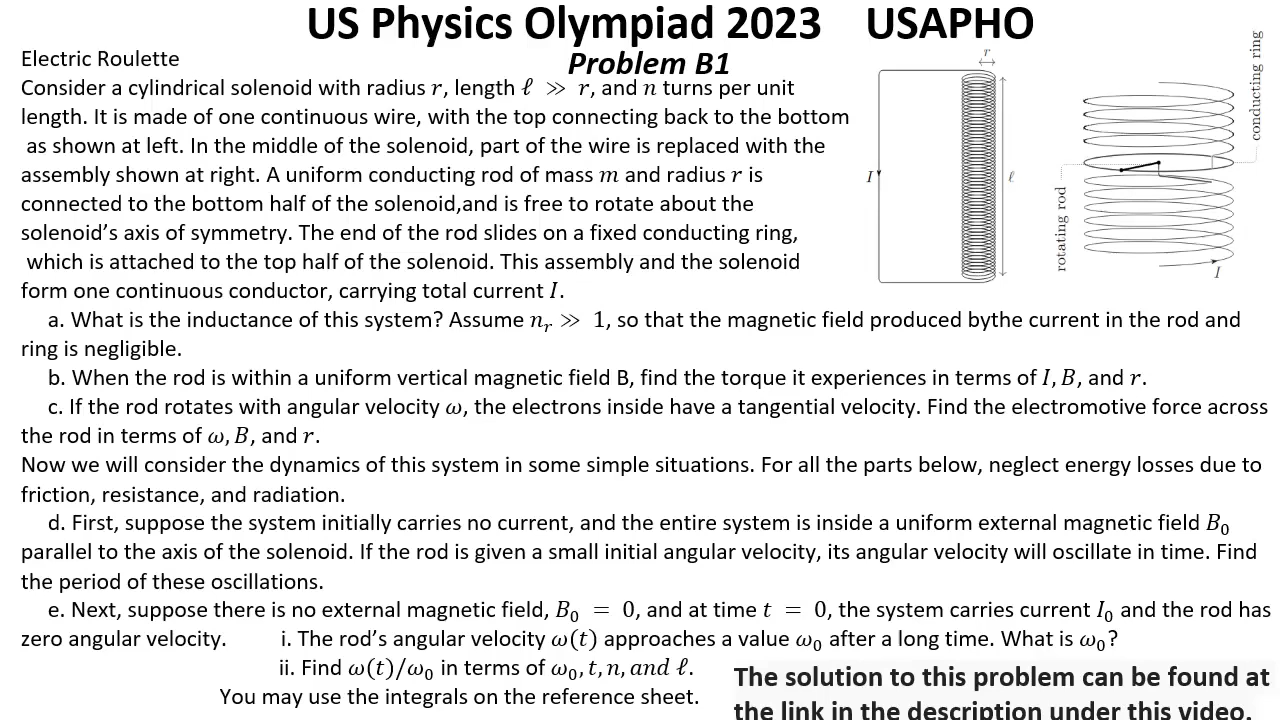 US Physics Olympiad 2023 USAPHO
Problem B1
Electric Roulette
Consider a cylindrical solenoid with radius r, length ℓ ≫ r, and n turns per unit
length. It is made of one continuous wire, with the top connecting back to the bottom
as shown at left. In the middle of the solenoid, part of the wire is replaced with the
assembly shown at right. A uniform conducting rod of mass m and radius r is
connected to the bottom half of the solenoid,and is free to rotate about the
solenoid's axis of symmetry. The end of the rod slides on a fixed conducting ring,
which is attached to the top half of the solenoid. This assembly and the solenoid
form one continuous conductor, carrying total current I.
r
I
ℓ
rotating rod
conducting ring
I
a. What is the inductance of this system? Assume nᵣ ≫ 1, so that the magnetic field produced bythe current in the rod and
ring is negligible.
b. When the rod is within a uniform vertical magnetic field B, find the torque it experiences in terms of I, B, and r.
c. If the rod rotates with angular velocity ω, the electrons inside have a tangential velocity. Find the electromotive force across
the rod in terms of ω, B, and r.
Now we will consider the dynamics of this system in some simple situations. For all the parts below, neglect energy losses due to
friction, resistance, and radiation.
d. First, suppose the system initially carries no current, and the entire system is inside a uniform external magnetic field B₀
parallel to the axis of the solenoid. If the rod is given a small initial angular velocity, its angular velocity will oscillate in time. Find
the period of these oscillations.
e. Next, suppose there is no external magnetic field, B₀ = 0, and at time t = 0, the system carries current I₀ and the rod has
zero angular velocity. i. The rod's angular velocity ω(t) approaches a value ω₀ after a long time. What is ω₀?
ii. Find ω(t)/ω₀ in terms of ω₀, t, n, and ℓ.
You may use the integrals on the reference sheet.
The solution to this problem can be found at
the link in the description under this video.